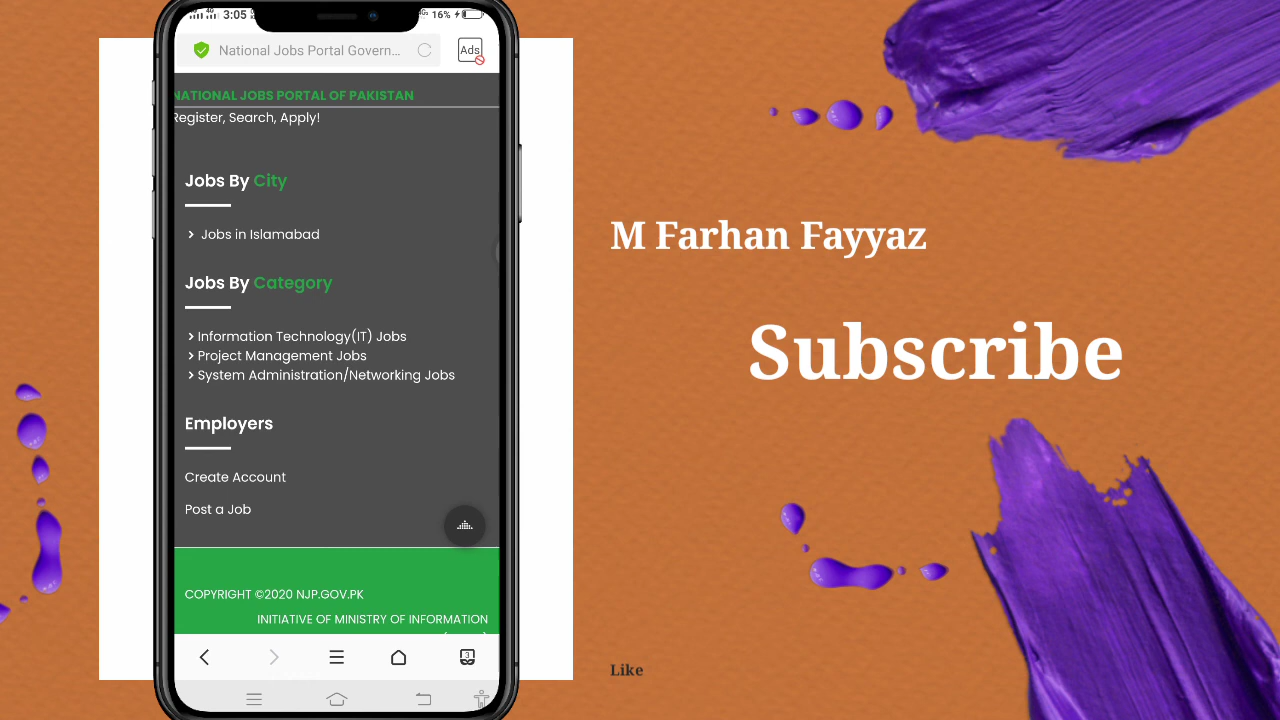 3:05
16%
National Jobs Portal Govern...
Ads
NATIONAL JOBS PORTAL OF PAKISTAN
Register, Search, Apply!
Jobs By City
Jobs in Islamabad
Jobs By Category
Information Technology(IT) Jobs
Project Management Jobs
System Administration/Networking Jobs
Employers
Create Account
Post a Job
COPYRIGHT ©2020 NJP.GOV.PK
INITIATIVE OF MINISTRY OF INFORMATION
3
M Farhan Fayyaz
Subscribe
Like